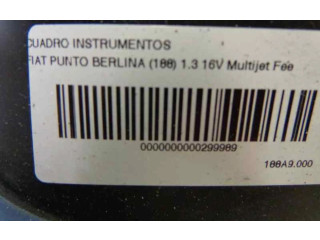 CUADRO INSTRUMENTOS
FIAT PUNTO BERLINA (188) 1.3 16V Multijet Fee
0000000000299989
188A9.000